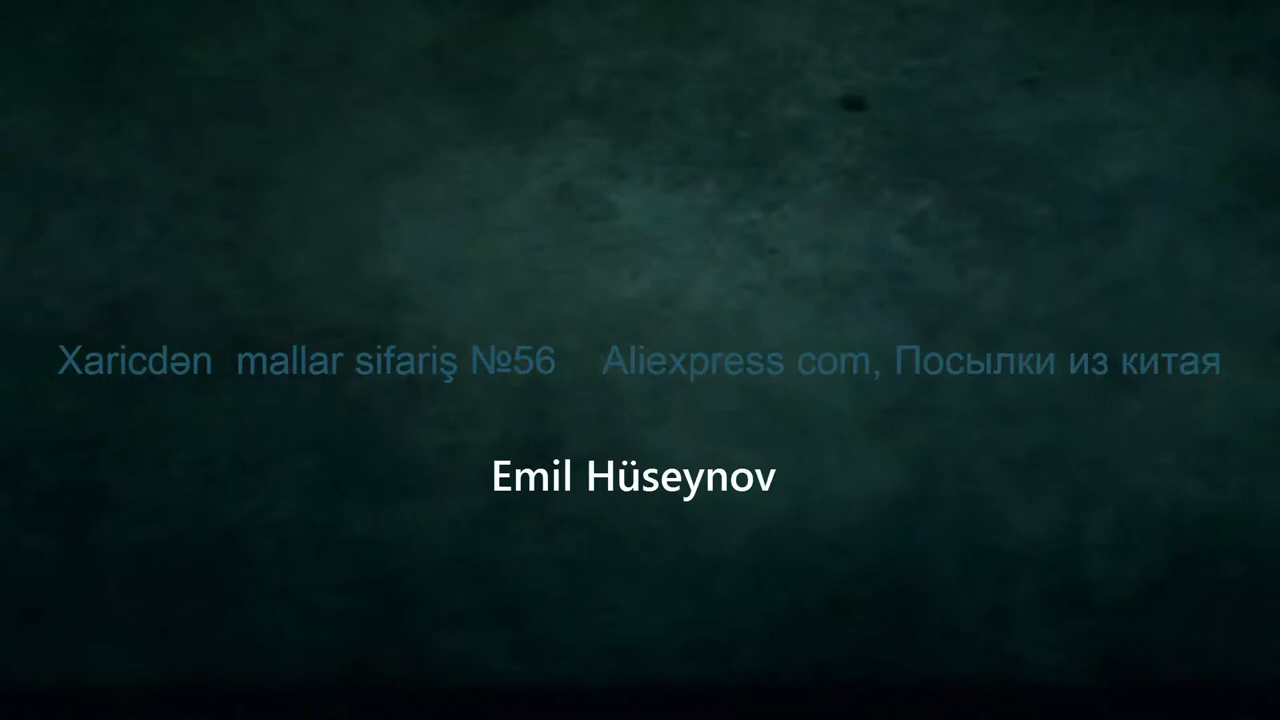 Xaricdən mallar sifariş №56 Aliexpress com, Посылки из китая
Emil Hüseynov